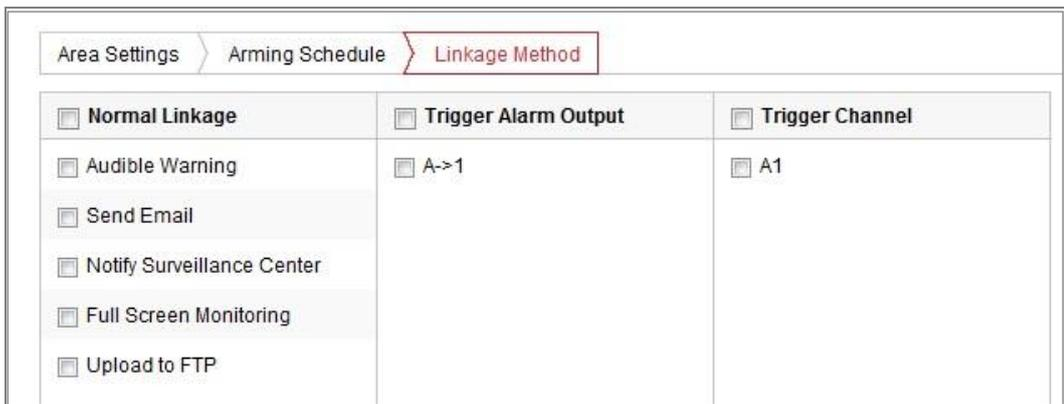 Area Settings Arming Schedule Linkage Method
Normal Linkage Trigger Alarm Output Trigger Channel
Audible Warning A->1 A1
Send Email
Notify Surveillance Center
Full Screen Monitoring
Upload to FTP